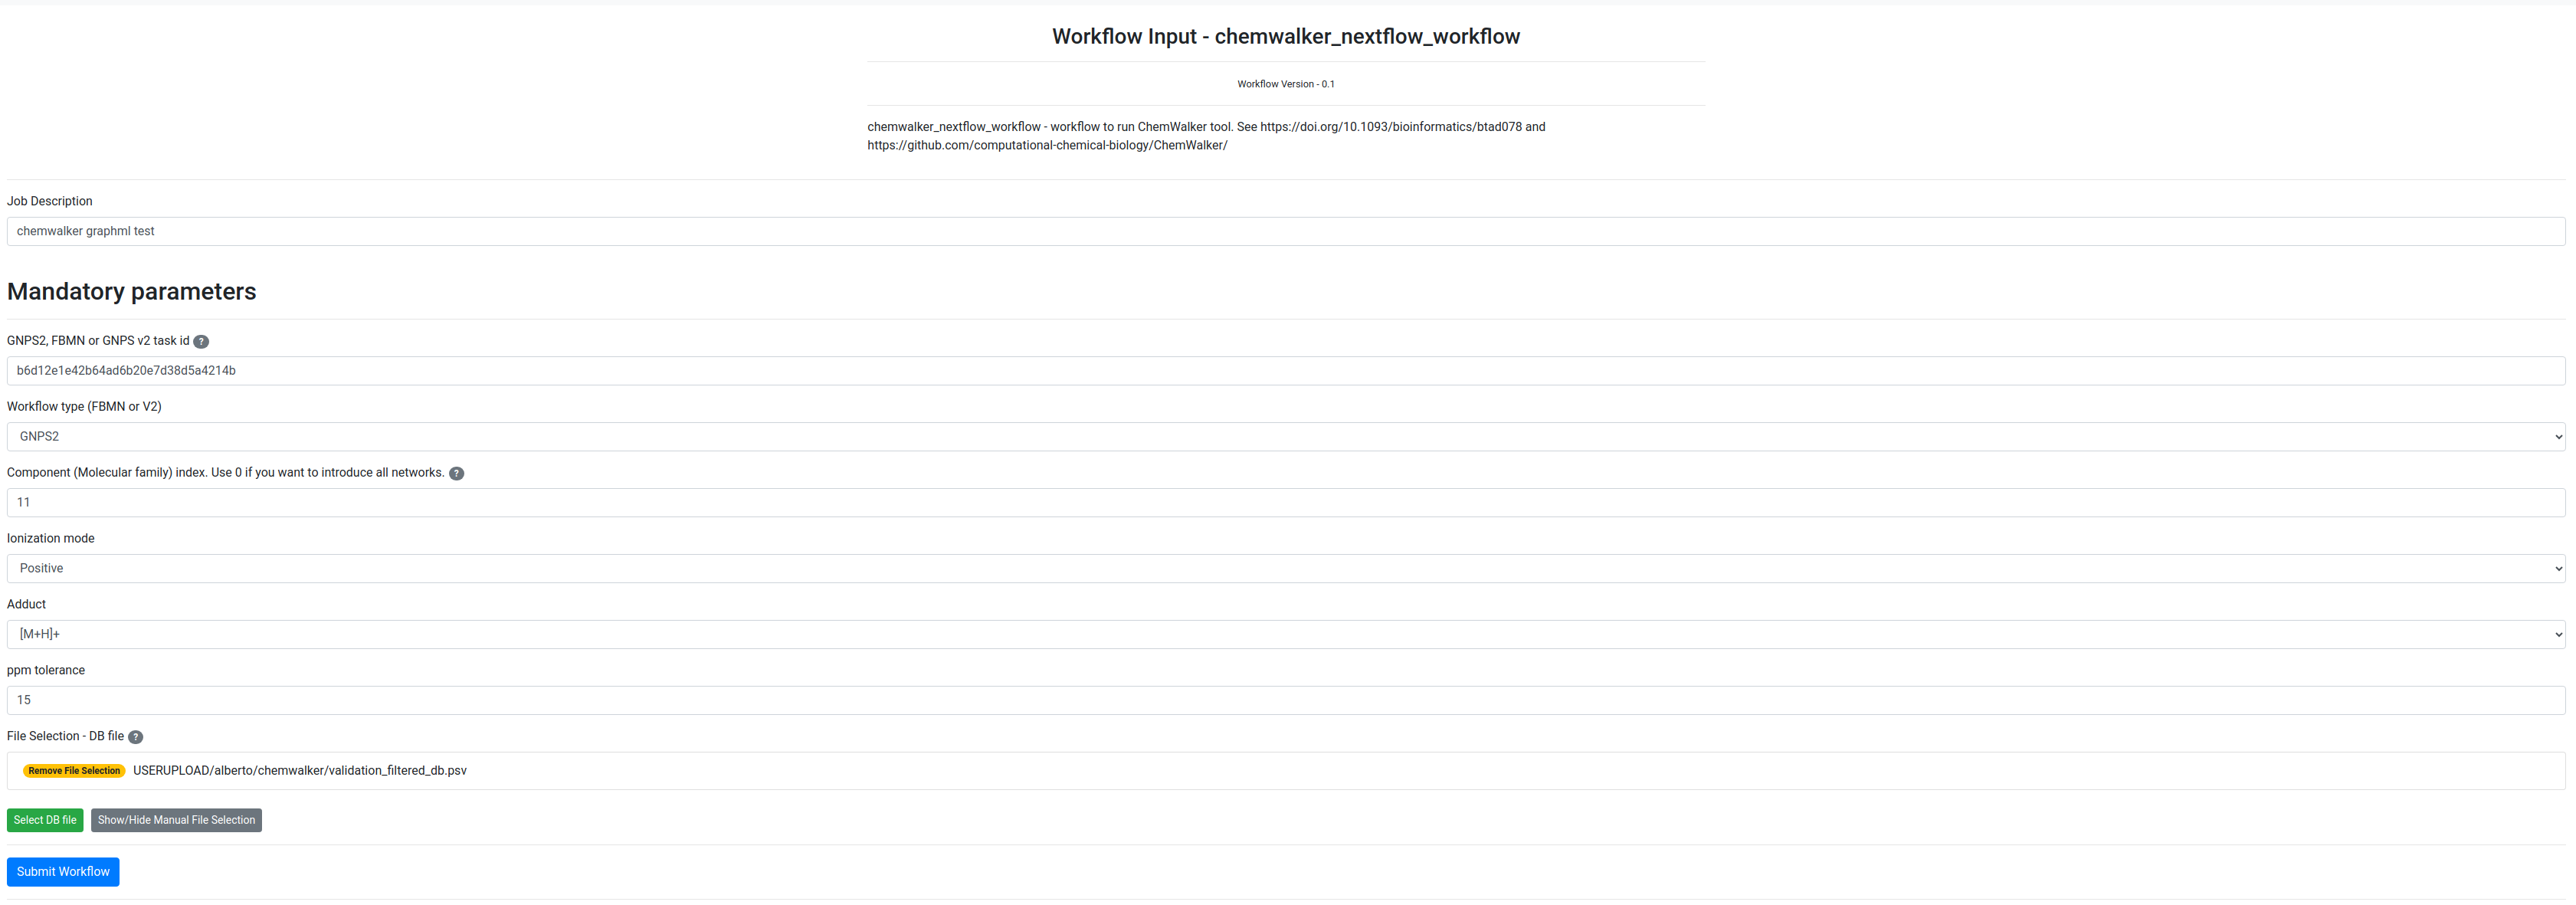 Workflow Input - chemwalker_nextflow_workflow
Workflow Version - 0.1
chemwalker_nextflow_workflow - workflow to run ChemWalker tool. See https://doi.org/10.1093/bioinformatics/btad078 and
https://github.com/computational-chemical-biology/ChemWalker/
Job Description
chemwalker graphml test
Mandatory parameters
GNPS2, FBMN or GNPS v2 task id ?
b6d12e1e42b64ad6b20e7d38d5a4214b
Workflow type (FBMN or V2)
GNPS2
Component (Molecular family) index. Use 0 if you want to introduce all networks. ?
11
Ionization mode
Positive
Adduct
[M+H]+
ppm tolerance
15
File Selection - DB file ?
Remove File Selection USERUPLOAD/alberto/chemwalker/validation_filtered_db.psv
Select DB file Show/Hide Manual File Selection
Submit Workflow